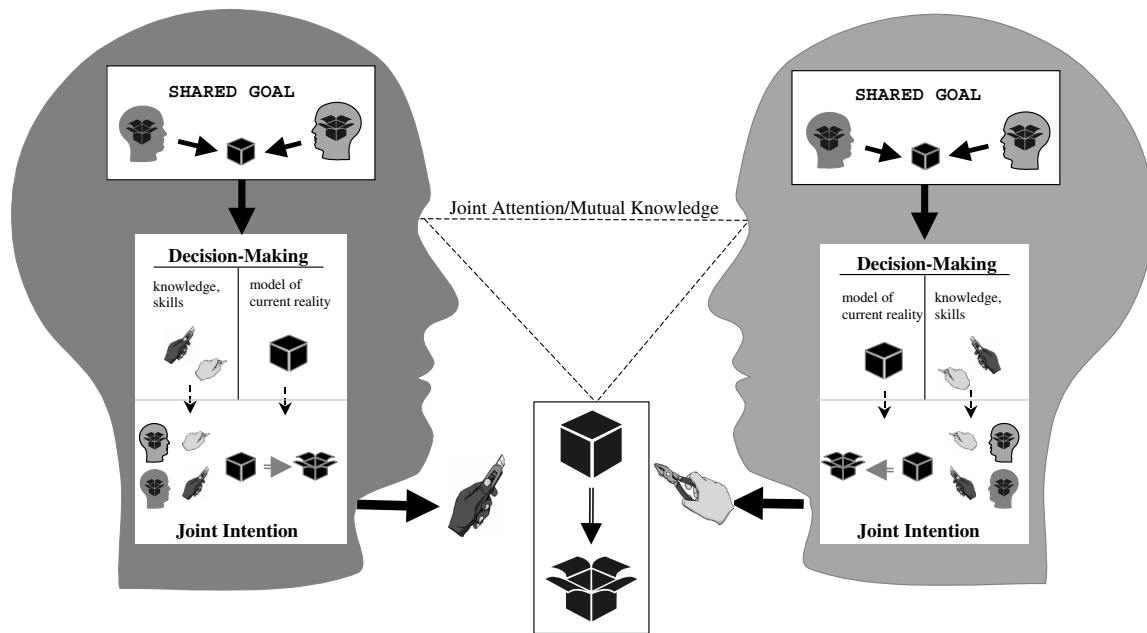 SHARED GOAL
SHARED GOAL
Joint Attention/Mutual Knowledge
Decision-Making
knowledge,
skills
model of
current reality
Decision-Making
model of
current reality
knowledge,
skills
Joint Intention
Joint Intention